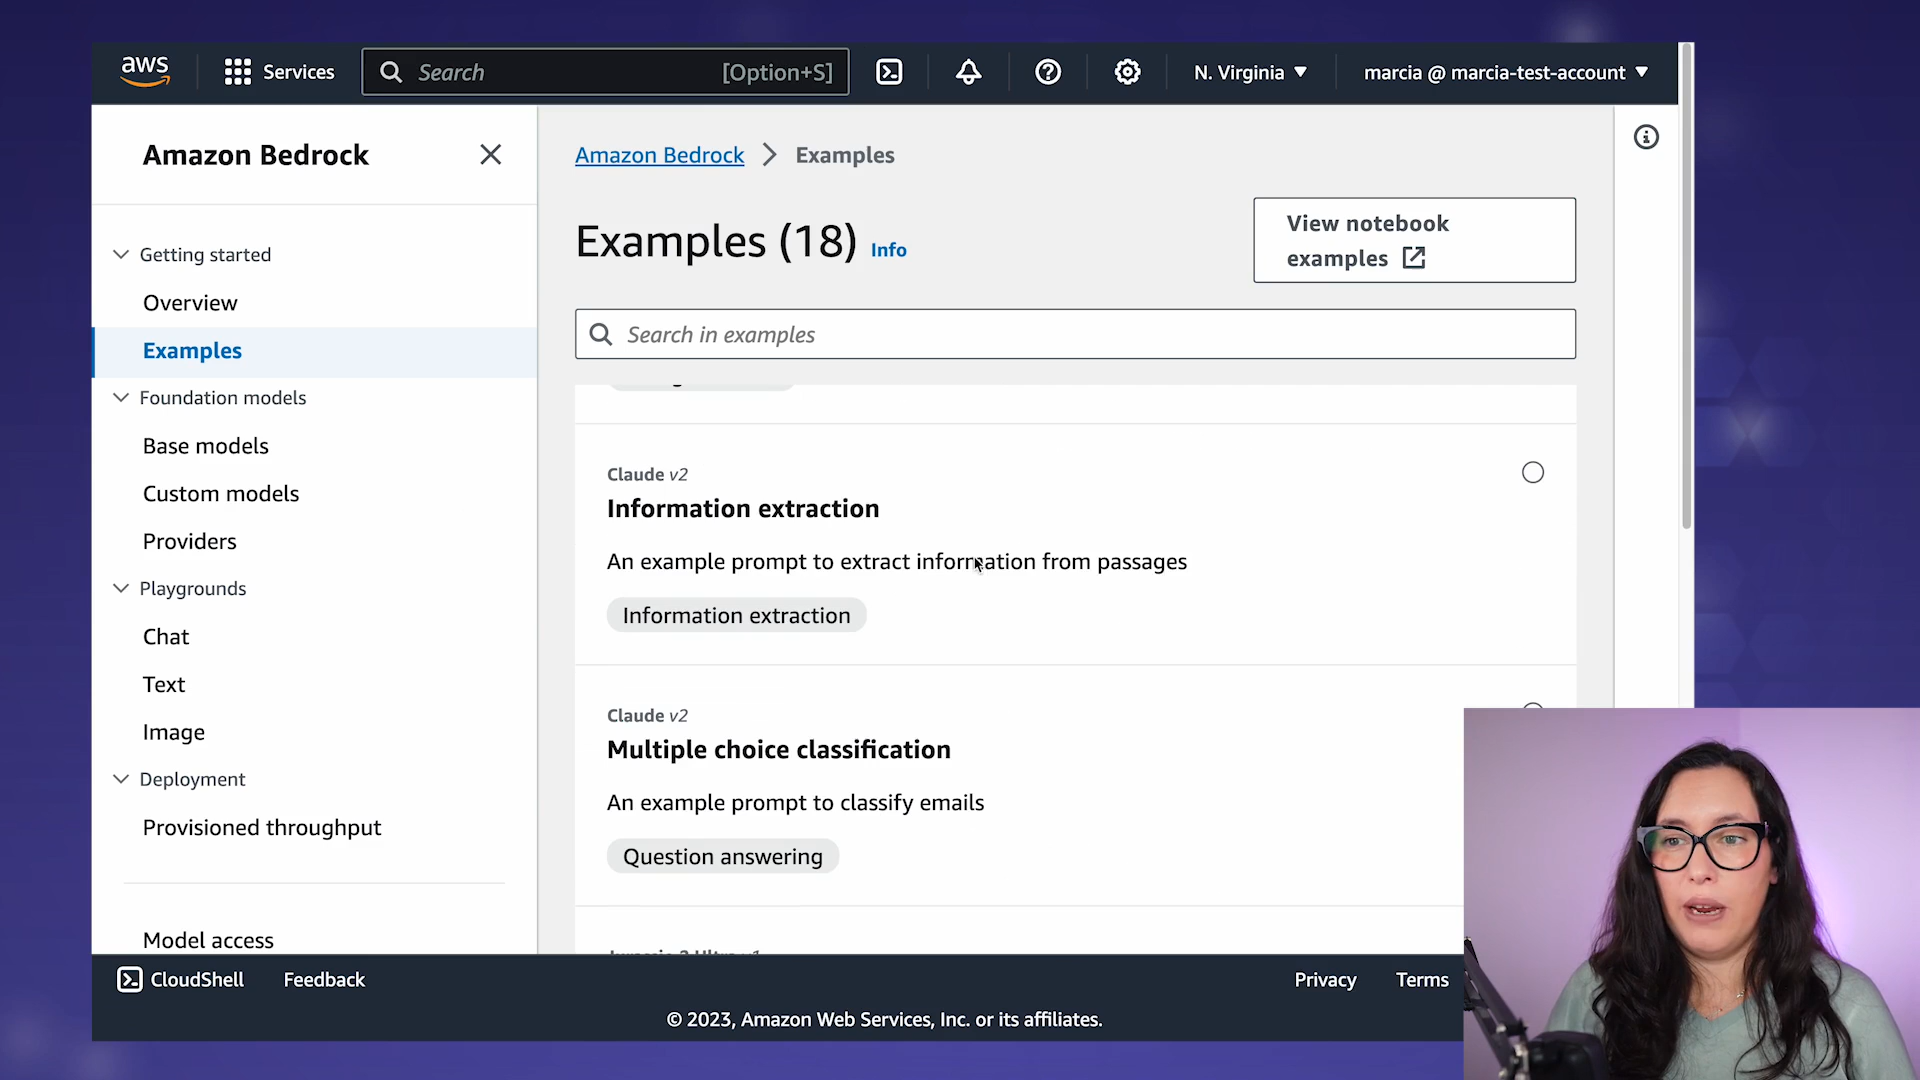 aws
Services
Search
[Option+S]
N. Virginia
marcia @ marcia-test-account
Amazon Bedrock
Getting started
Overview
Examples
Foundation models
Base models
Custom models
Providers
Playgrounds
Chat
Text
Image
Deployment
Provisioned throughput
Model access
Amazon Bedrock > Examples
Examples (18) Info
View notebook
examples
Search in examples
Claude v2
Information extraction
An example prompt to extract information from passages
Information extraction
Claude v2
Multiple choice classification
An example prompt to classify emails
Question answering
CloudShell
Feedback
Privacy
Terms
© 2023, Amazon Web Services, Inc. or its affiliates.